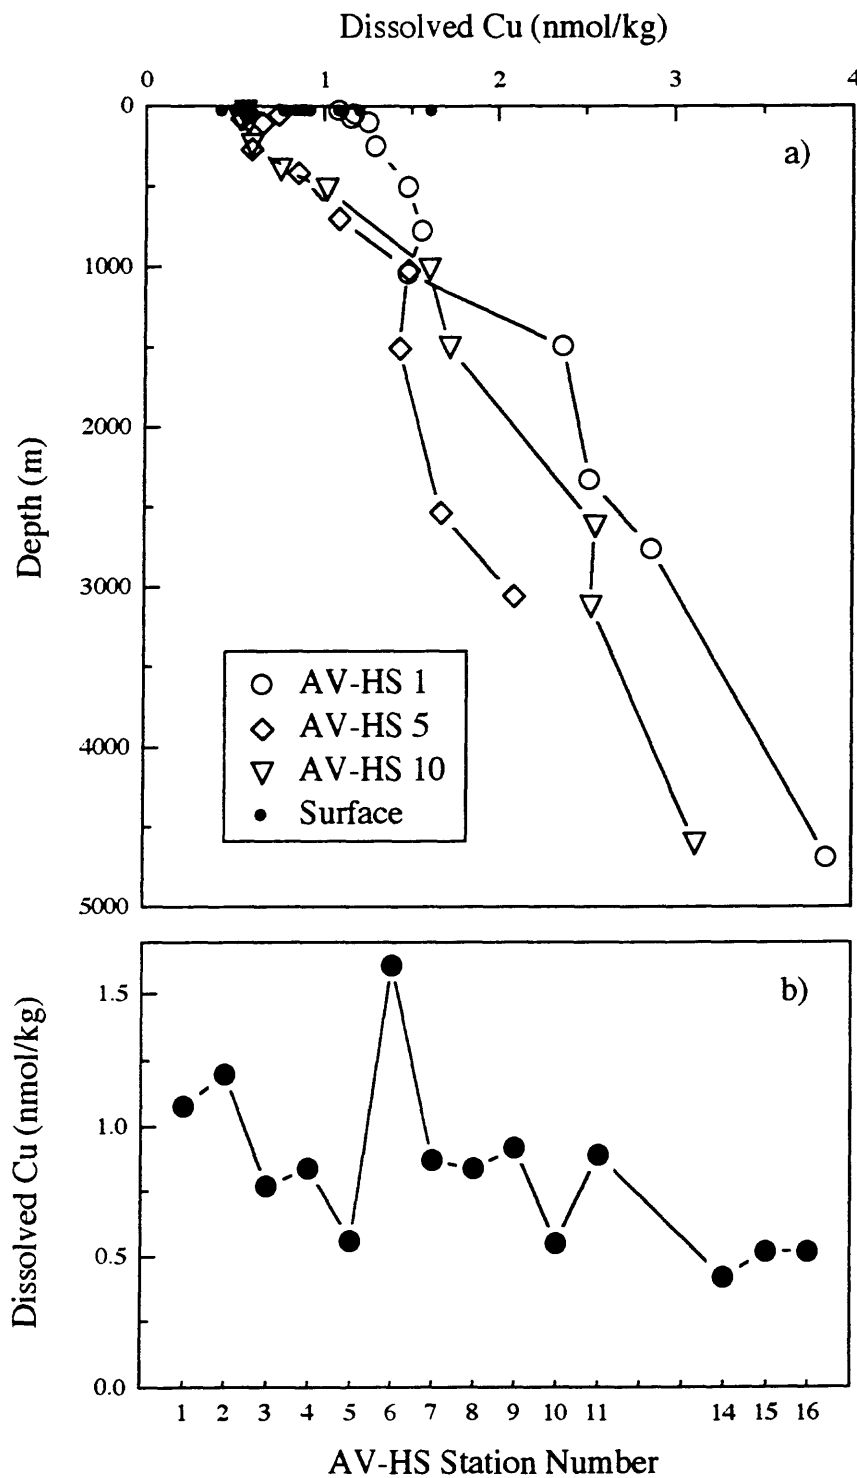 Dissolved Cu (nmol/kg)
0 1 2 3 4
0
a)
1000
2000
Depth (m)
3000
AV-HS 1
AV-HS 5
AV-HS 10
Surface
4000
5000
b)
1.5
Dissolved Cu (nmol/kg)
1.0
0.5
0.0
1 2 3 4 5 6 7 8 9 10 11 14 15 16
AV-HS Station Number